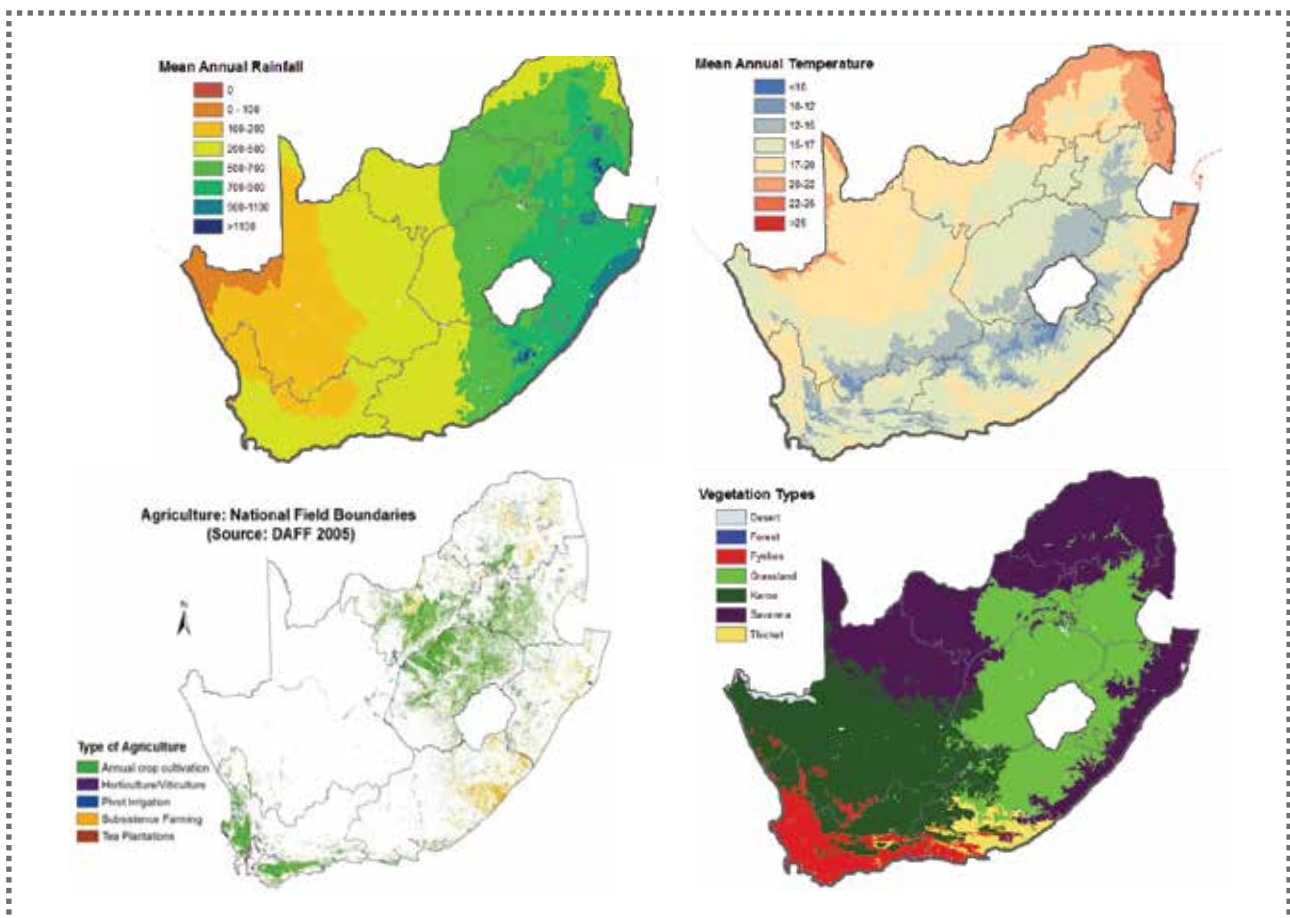 Mean Annual Rainfall
0
0 - 100
100-200
200-500
500-700
700-900
900-1100
>1100
Mean Annual Temperature
<10
10-12
12-15
15-17
17-20
20-22
22-25
>25
Agriculture: National Field Boundaries
(Source: DAFF 2005)
N
Type of Agriculture
Annual crop cultivation
Horticulture/Viticulture
Pivot Irrigation
Subsistence Farming
Tea Plantations
Vegetation Types
Desert
Forest
Fynbos
Grassland
Karoo
Savanna
Thicket